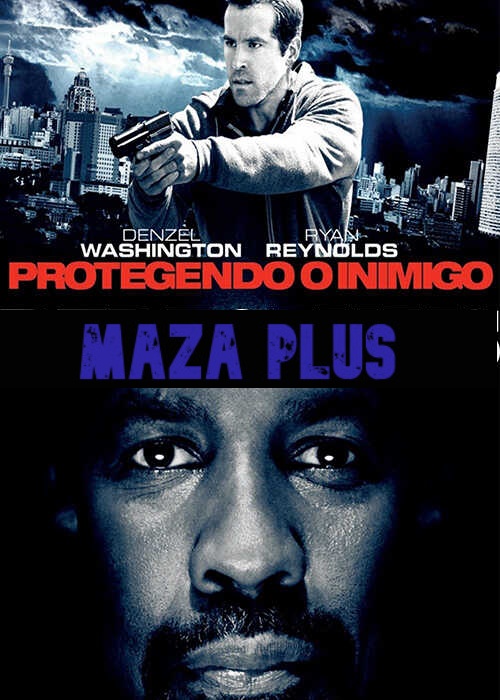 DENZEL RYAN
WASHINGTON REYNOLDS
PROTEGENDO O INIMIGO
MAZA PLUS